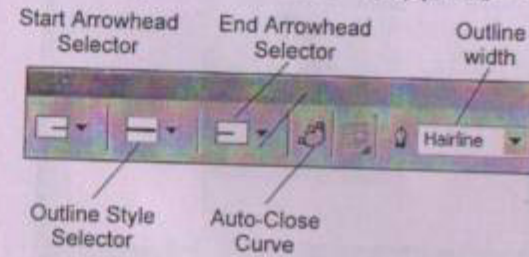 Start Arrowhead
Selector
End Arrowhead
Selector
Outline
width
Hairline
Outline Style
Selector
Auto-Close
Curve